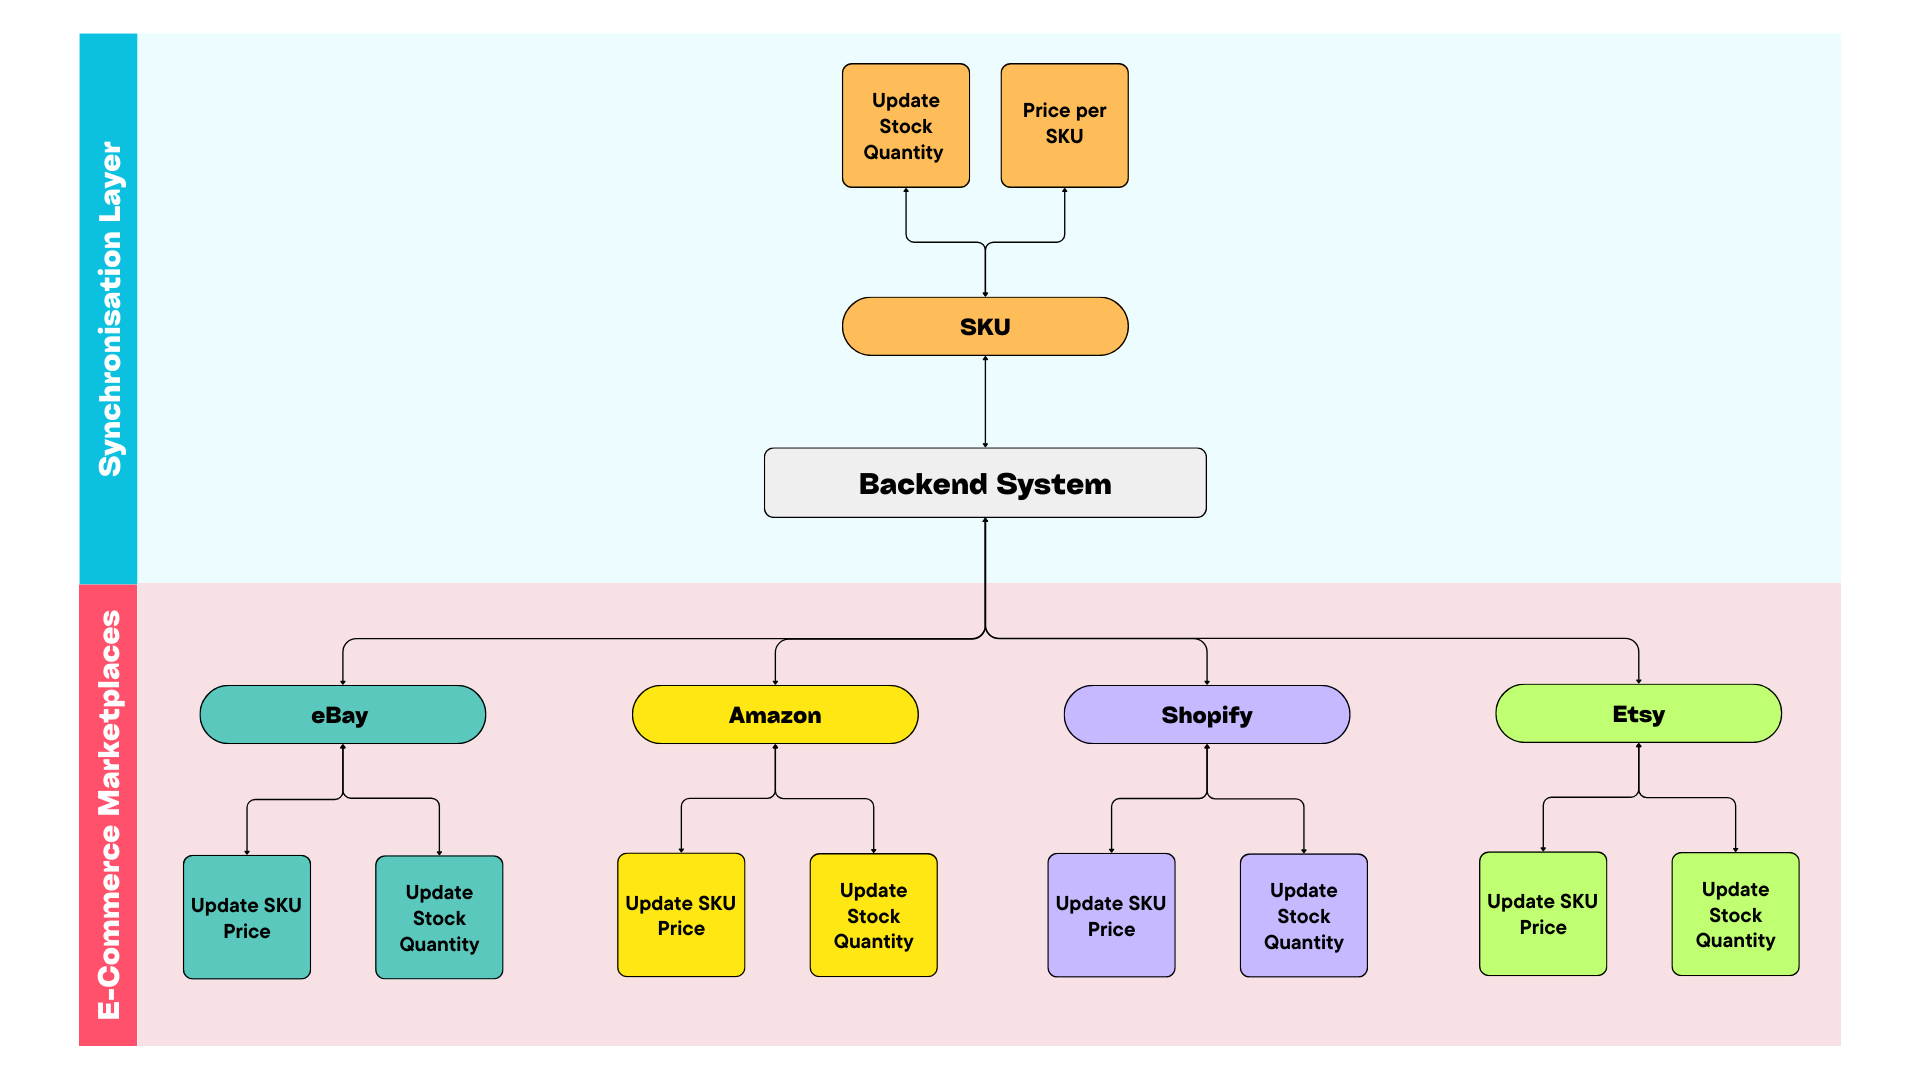 Synchronisation Layer
Update
Stock
Quantity
Price per
SKU
SKU
Backend System
E-Commerce Marketplaces
eBay
Amazon
Shopify
Etsy
Update SKU
Price
Update
Stock
Quantity
Update SKU
Price
Update
Stock
Quantity
Update SKU
Price
Update
Stock
Quantity
Update SKU
Price
Update
Stock
Quantity